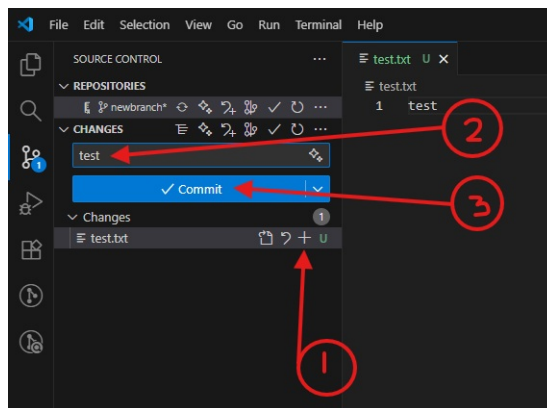 File Edit Selection View Go Run Terminal Help
SOURCE CONTROL ...
test.txt U
REPOSITORIES
test.txt
newbranch* ...
1 test
CHANGES ...
2
test
Commit
3
Changes 1
test.txt U
1
1